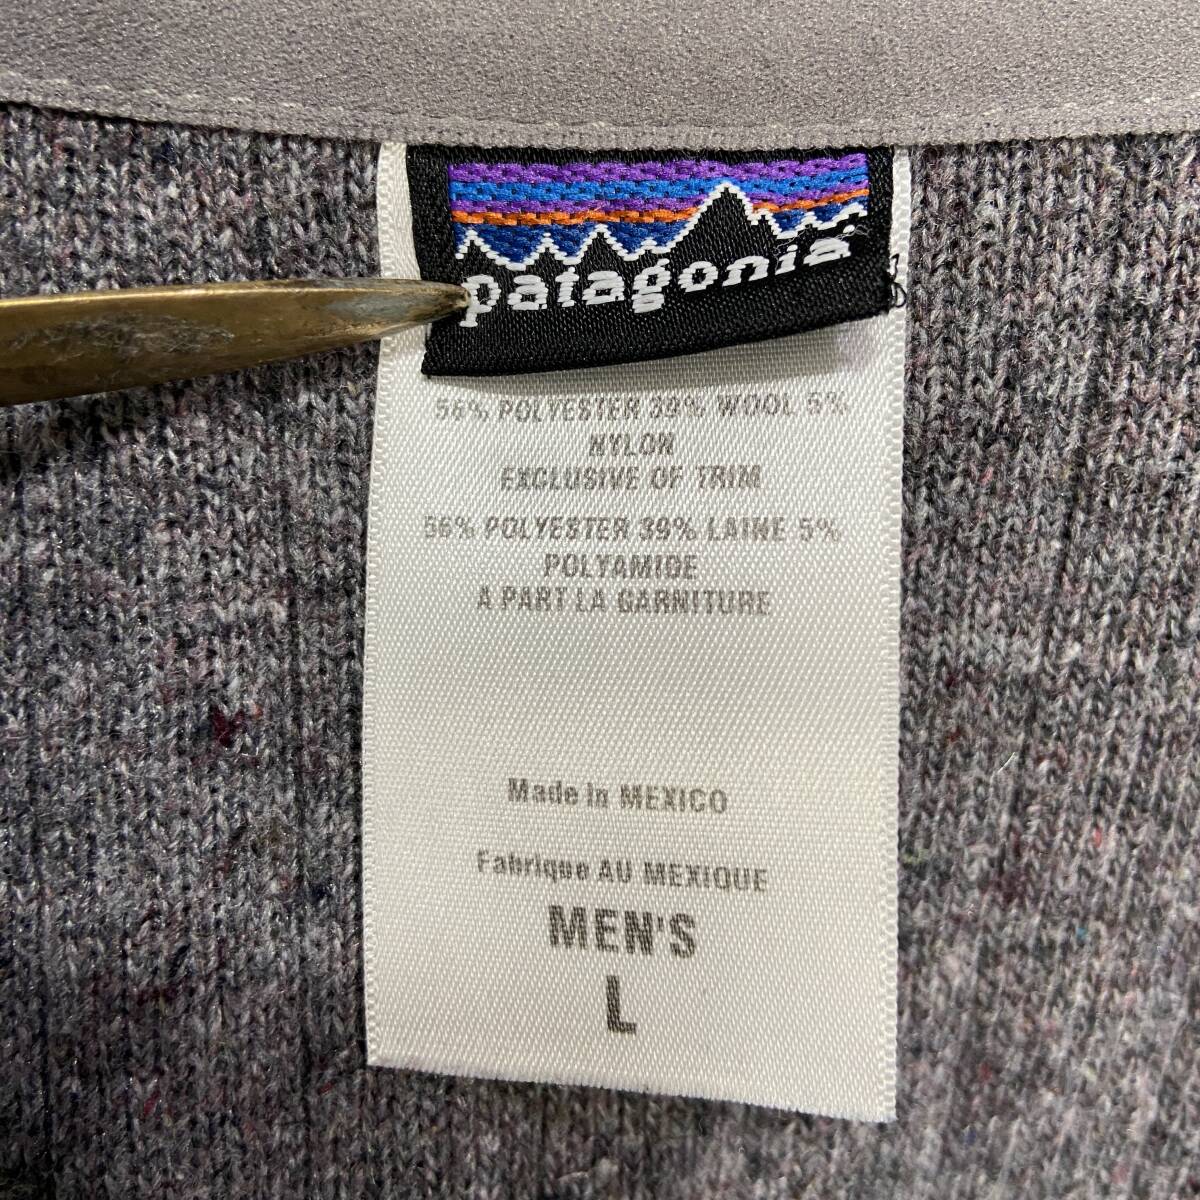 patagonia
56% POLYESTER 39% WOOL 5%
NYLON
EXCLUSIVE OF TRIM
56% POLYESTER 39% LAINE 5%
POLYAMIDE
A PART LA GARNITURE
Made in MEXICO
Fabrique AU MEXIQUE
MEN'S
L